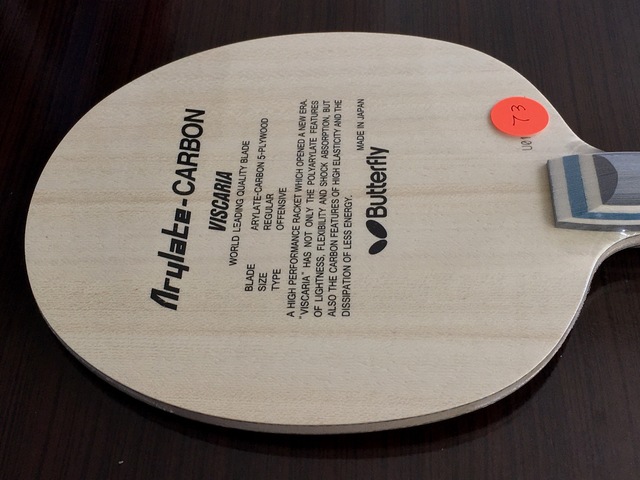 Arylate-CARBON
VISCARIA
WORLD LEADING QUALITY BLADE
BLADE ARYLATE-CARBON 5-PLYWOOD
SIZE REGULAR
TYPE OFFENSIVE
A HIGH PERFORMANCE RACKET WHICH OPENED A NEW ERA.
"VISCARIA" HAS NOT ONLY THE POLYARYLATE FEATURES
OF LIGHTNESS, FLEXIBILITY AND SHOCK ABSORPTION, BUT
ALSO THE CARBON FEATURES OF HIGH ELASTICITY AND THE
DISSIPATION OF LESS ENERGY.
MADE IN JAPAN
Butterfly
73